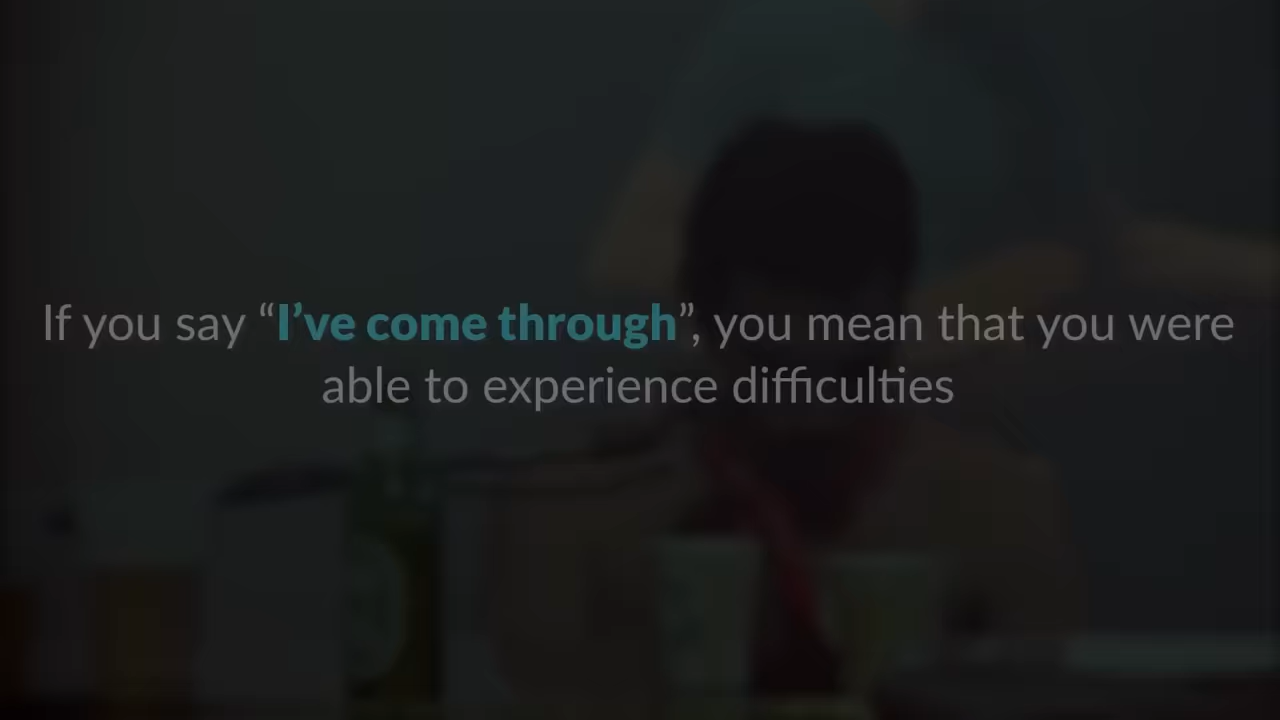 If you say “I’ve come through”, you mean that you were
able to experience difficulties